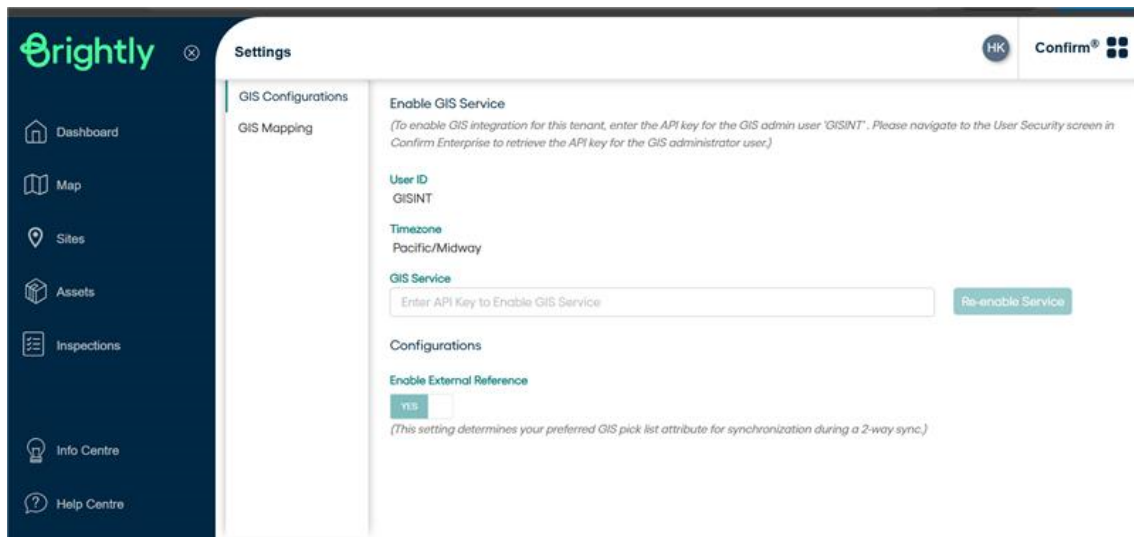 Brightly
Settings
HK
Confirm®
Dashboard
Map
Sites
Assets
Inspections
Info Centre
Help Centre
GIS Configurations
GIS Mapping
Enable GIS Service
(To enable GIS integration for this tenant, enter the API key for the GIS admin user 'GISINT' . Please navigate to the User Security screen in
Confirm Enterprise to retrieve the API key for the GIS administrator user.)
User ID
GISINT
Timezone
Pacific/Midway
GIS Service
Enter API Key to Enable GIS Service
Re-enable Service
Configurations
Enable External Reference
YES
(This setting determines your preferred GIS pick list attribute for synchronization during a 2-way sync.)